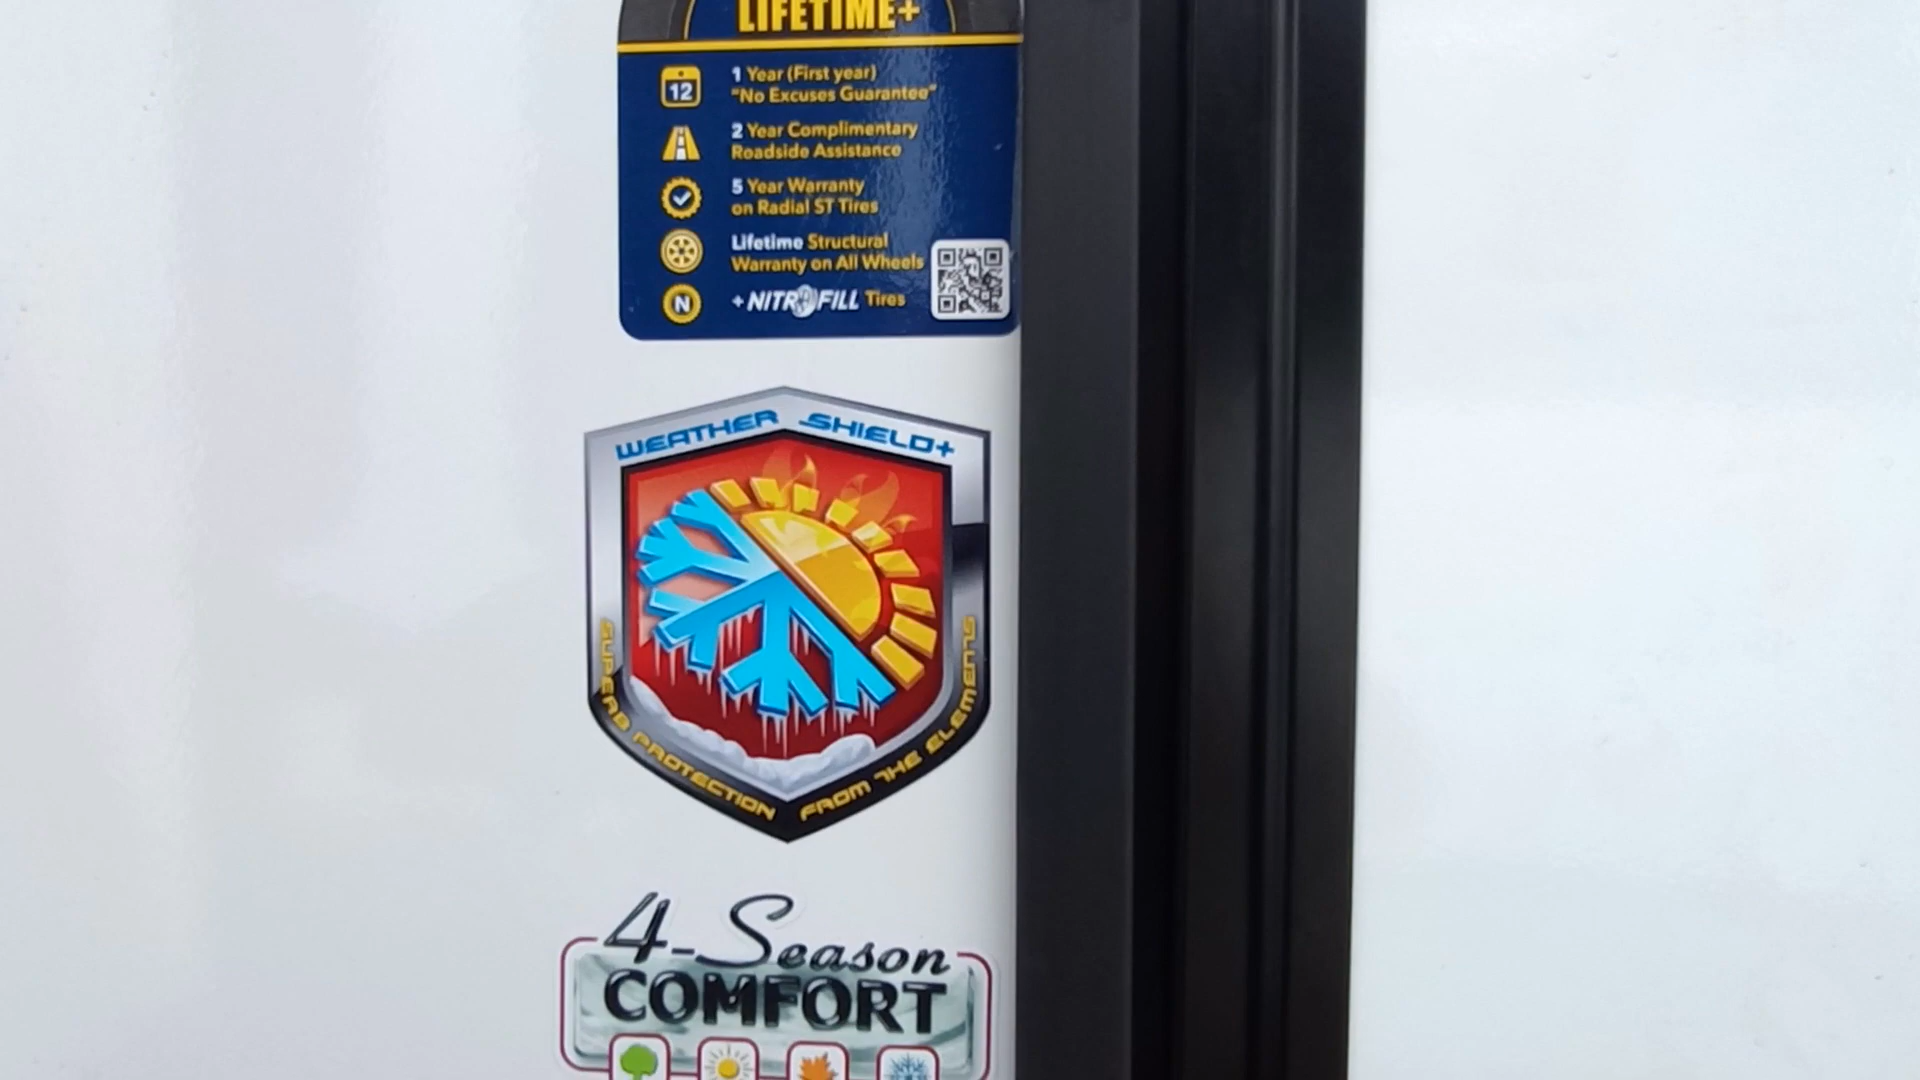 LIFETIME+
12
1 Year (First year)
"No Excuses Guarantee"
2 Year Complimentary
Roadside Assistance
5 Year Warranty
on Radial ST Tires
Lifetime Structural
Warranty on All Wheels
N
+ NITROFILL Tires
WEATHER SHIELD+
SUPERB PROTECTION FROM THE ELEMENTS
4-Season
COMFORT